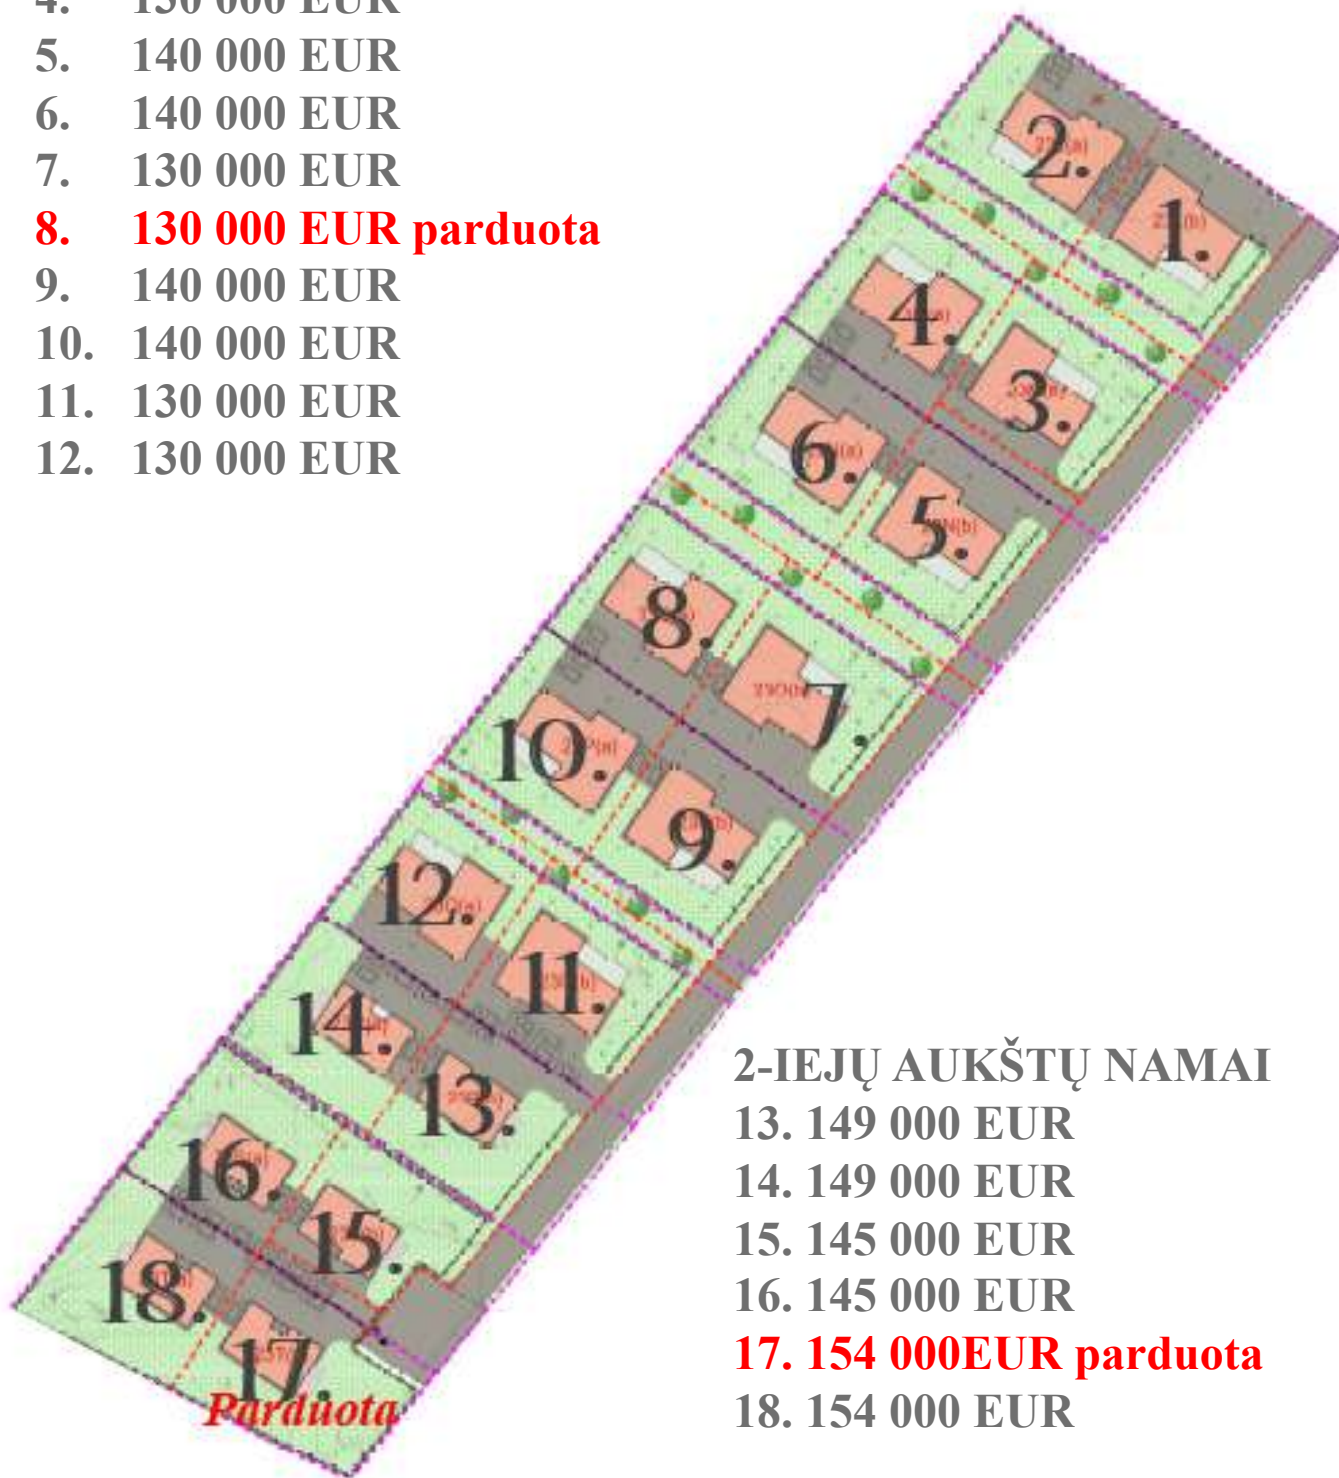 4. 130 000 EUR
5. 140 000 EUR
6. 140 000 EUR
7. 130 000 EUR
8. 130 000 EUR parduota
9. 140 000 EUR
10. 140 000 EUR
11. 130 000 EUR
12. 130 000 EUR
2.
1.
4.
3.
6.
5.
8.
7.
10.
9.
12.
11.
14.
13.
16.
15.
18.
17.
Parduota
2-IEJŲ AUKŠTŲ NAMAI
13. 149 000 EUR
14. 149 000 EUR
15. 145 000 EUR
16. 145 000 EUR
17. 154 000EUR parduota
18. 154 000 EUR